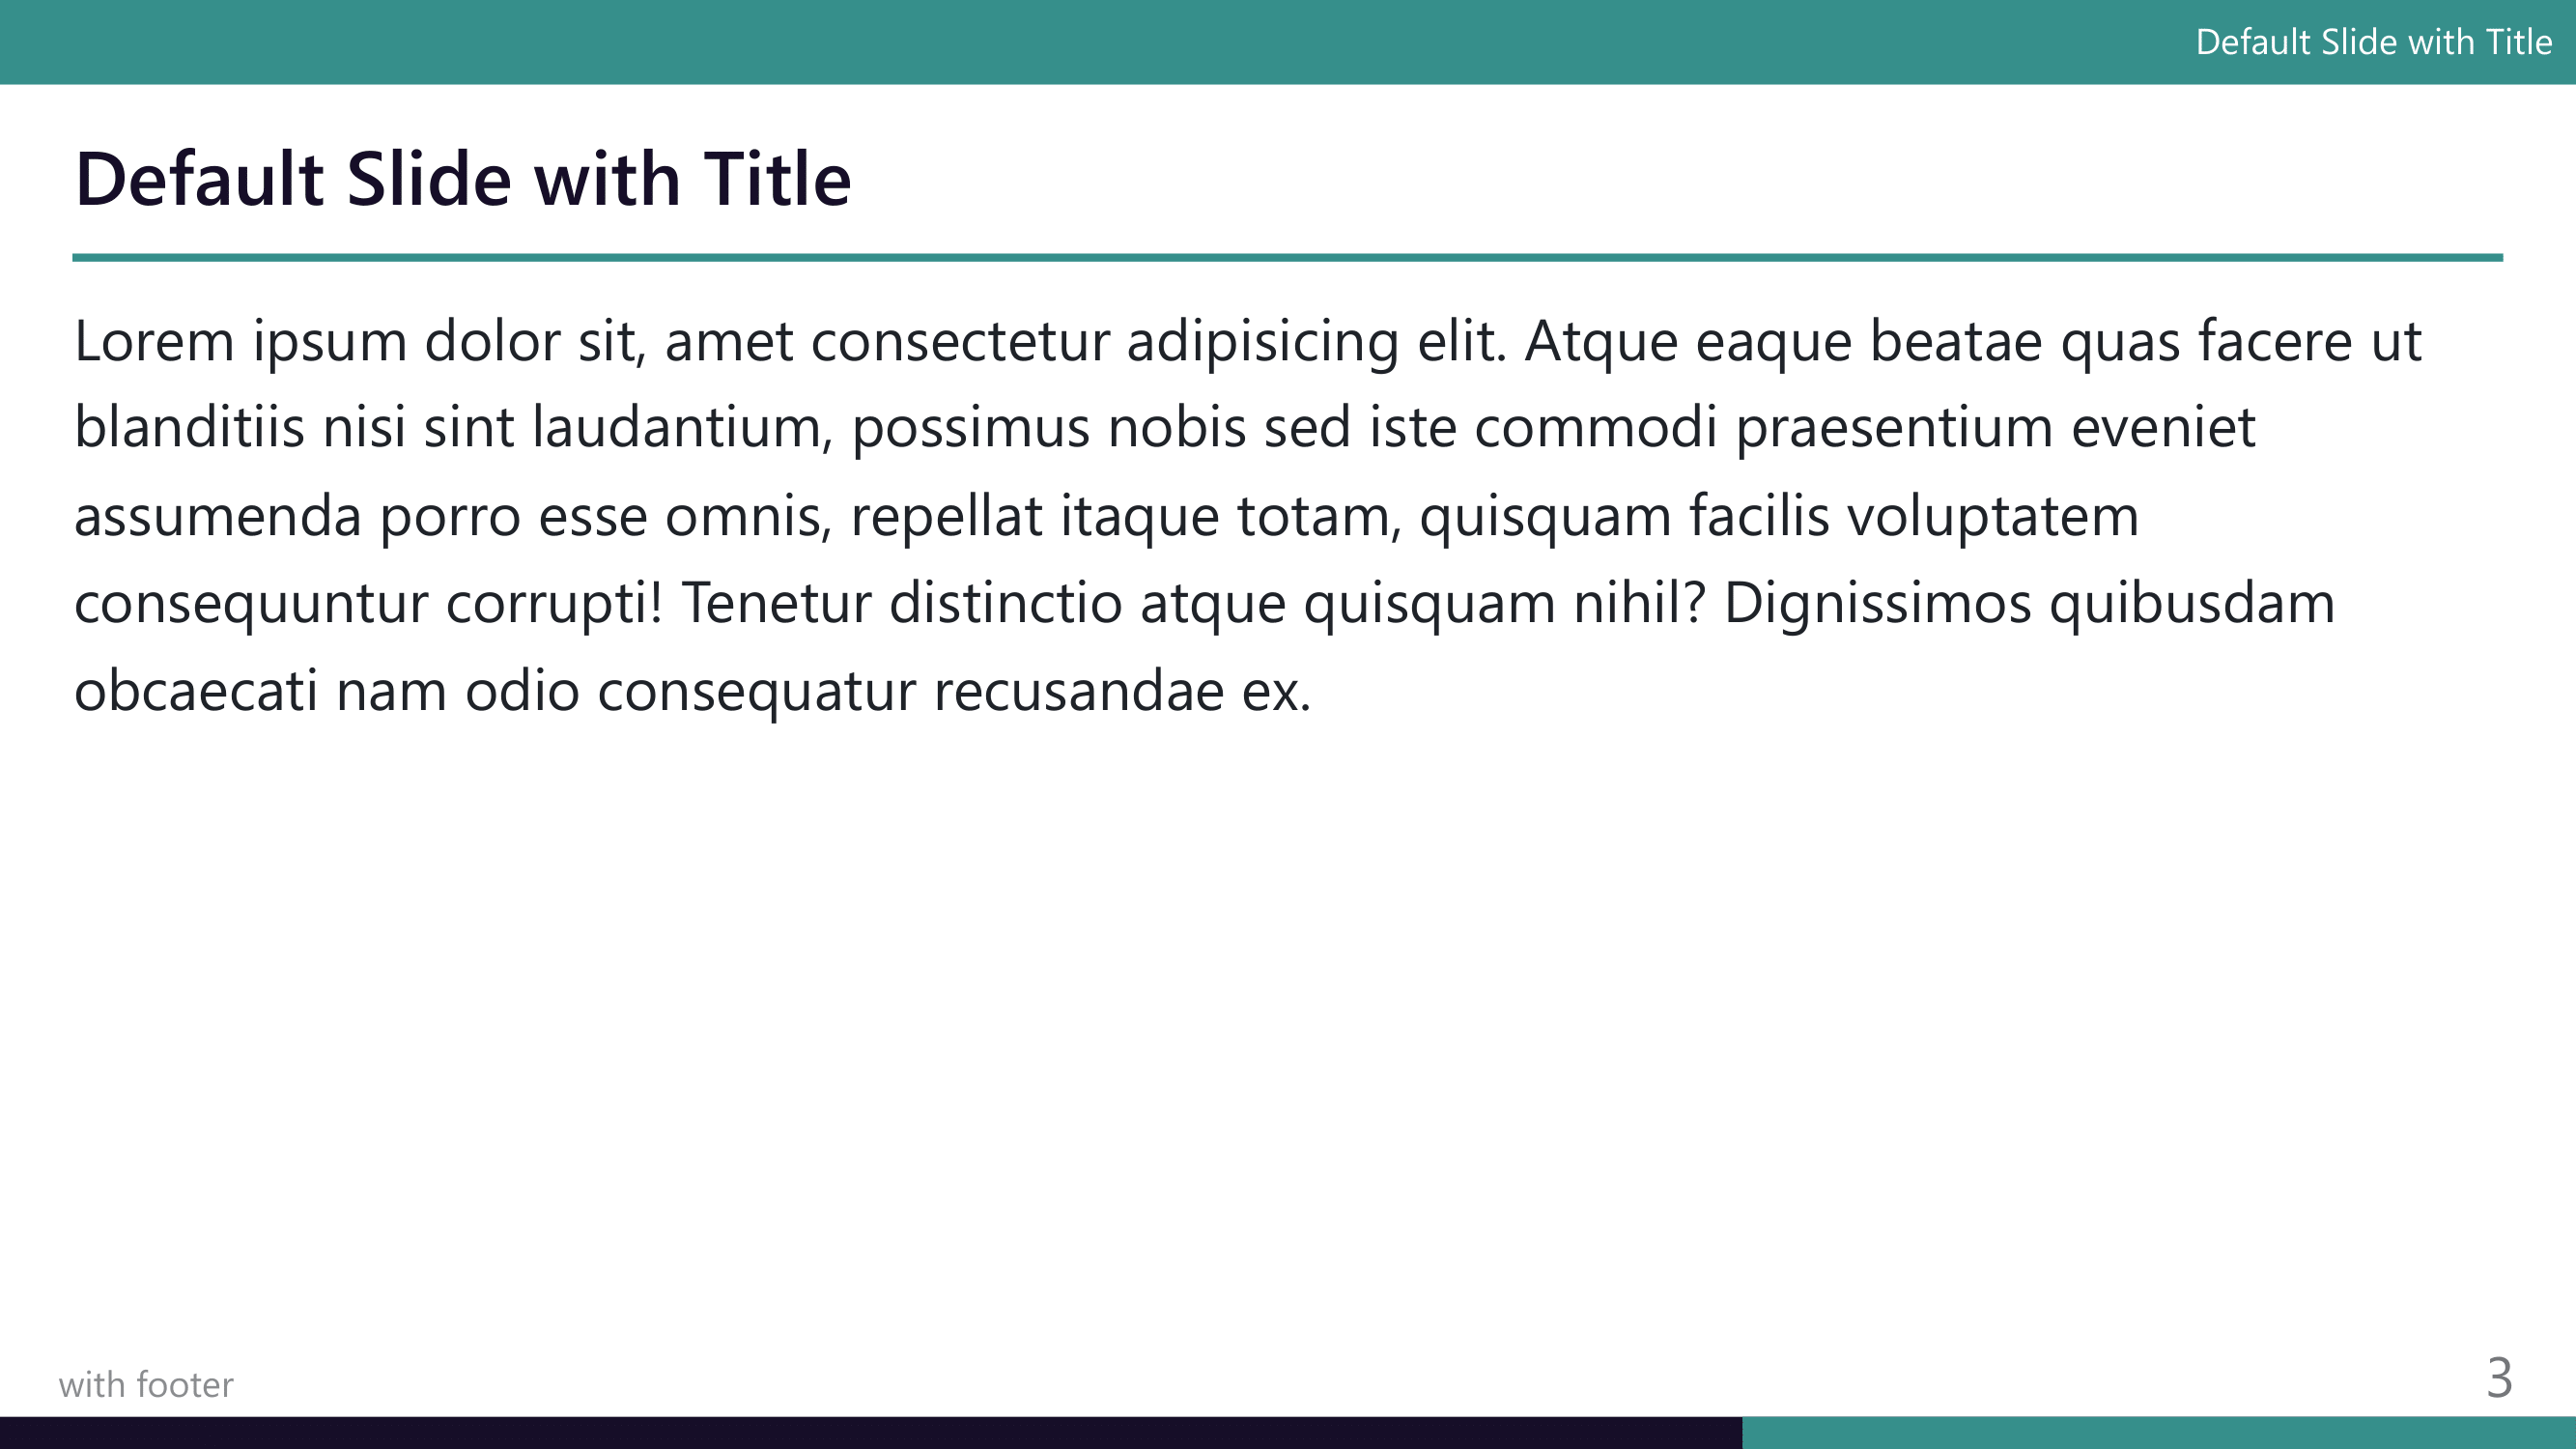 Default Slide with Title
Default Slide with Title
Lorem ipsum dolor sit, amet consectetur adipisicing elit. Atque eaque beatae quas facere ut
blanditiis nisi sint laudantium, possimus nobis sed iste commodi praesentium eveniet
assumenda porro esse omnis, repellat itaque totam, quisquam facilis voluptatem
consequuntur corrupti! Tenetur distinctio atque quisquam nihil? Dignissimos quibusdam
obcaecati nam odio consequatur recusandae ex.
with footer
3